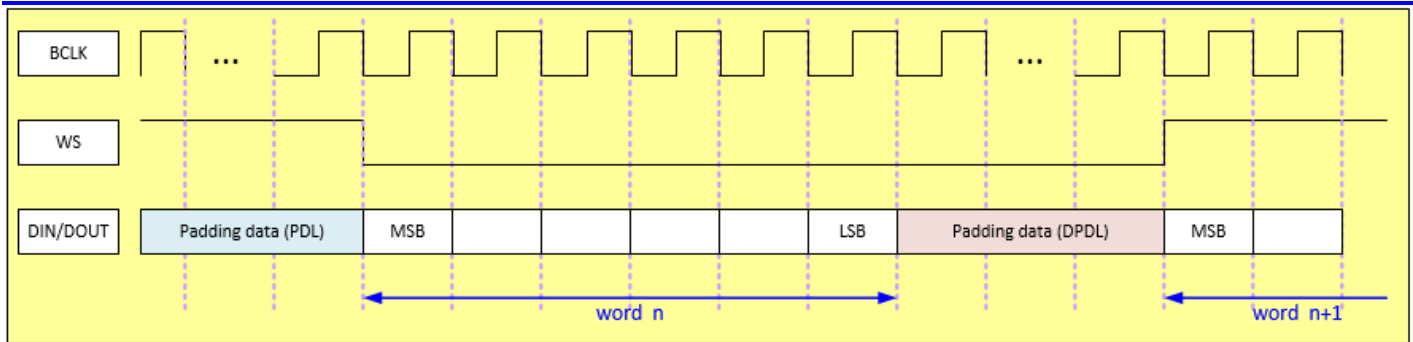 BCLK
... ...
WS
DIN/DOUT Padding data (PDL) MSB LSB Padding data (DPDL) MSB
word n word n+1